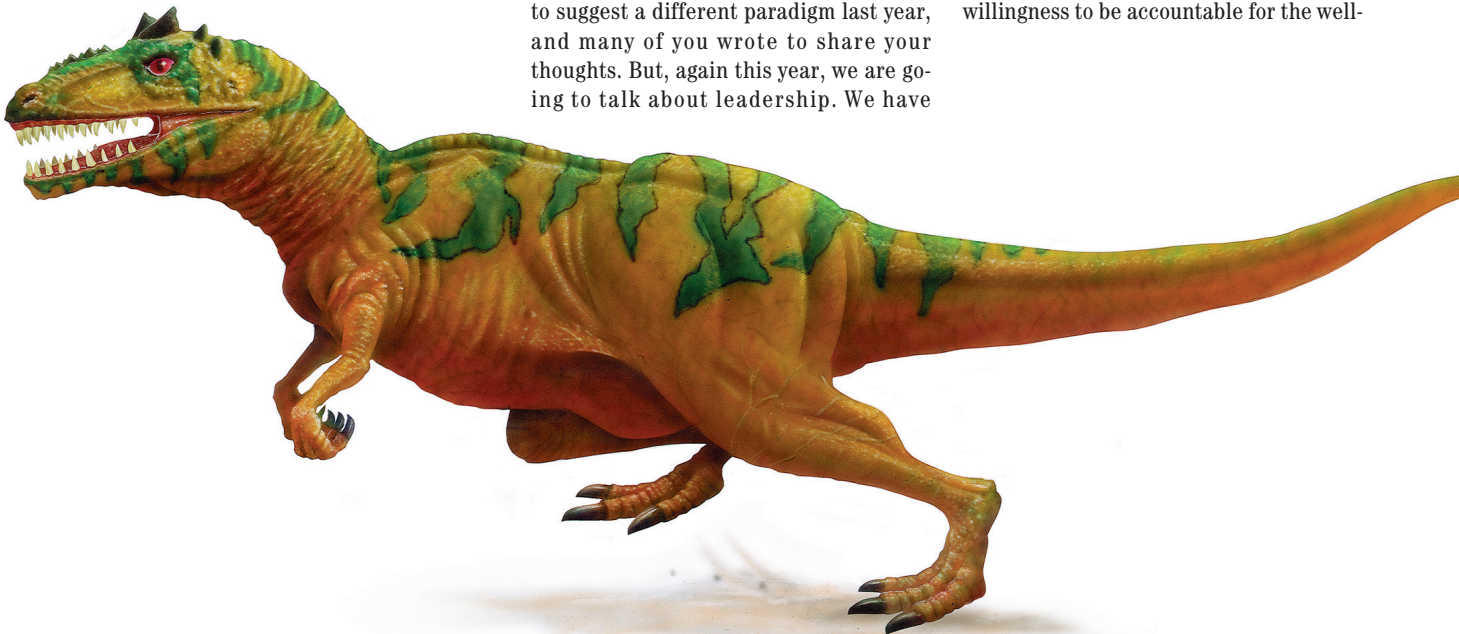 to suggest a different paradigm last year,
and many of you wrote to share your
thoughts. But, again this year, we are go-
ing to talk about leadership. We have
willingness to be accountable for the well-